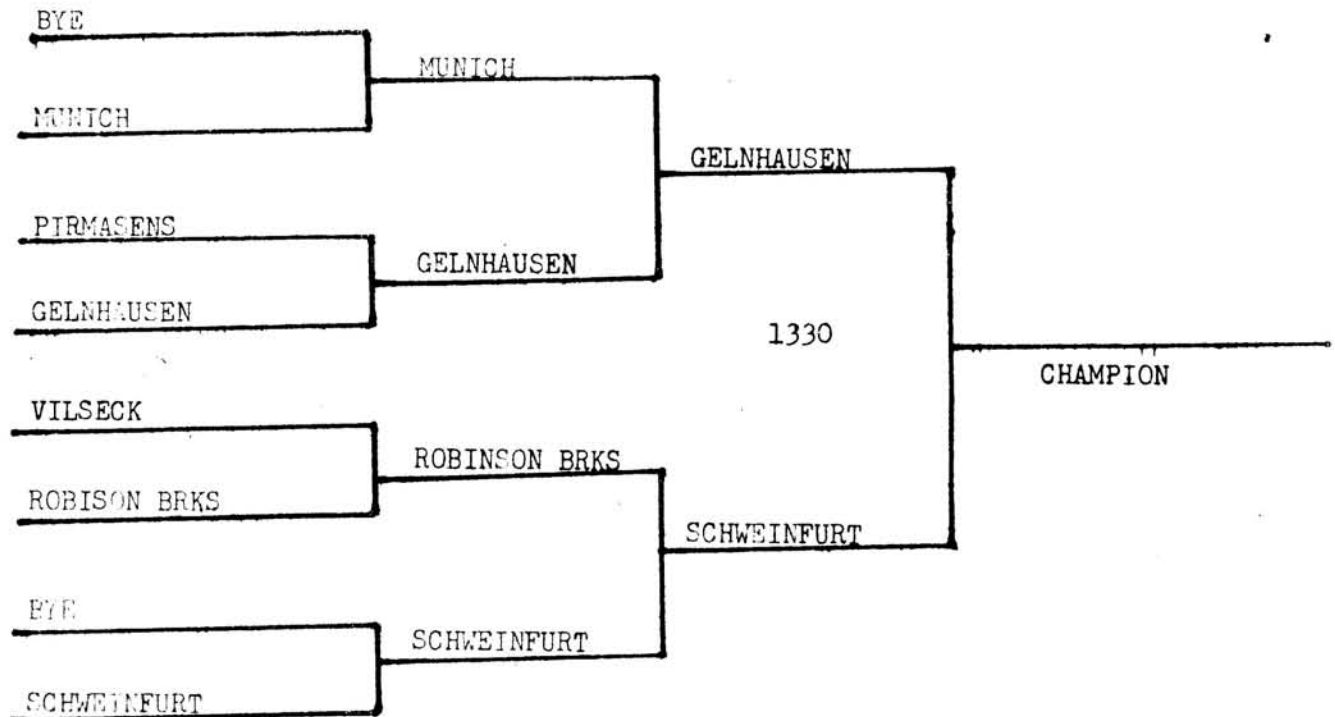 BYE
MUNICH
MUNICH
GELNHAUSEN
PIRMASENS
GELNHAUSEN
GELNHAUSEN
1330
CHAMPION
VILSECK
ROBINSON BRKS
ROBISON BRKS
SCHWEINFURT
BYE
SCHWEINFURT
SCHWEINFURT